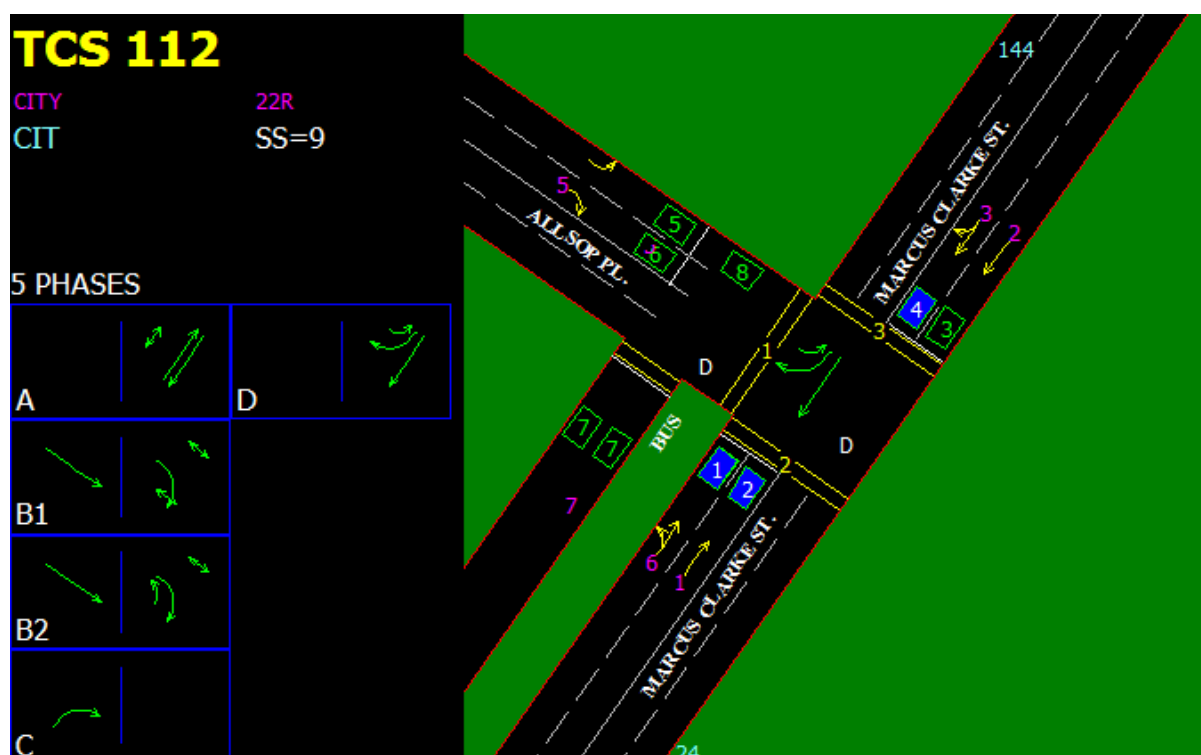 TCS 112
CITY 22R
CIT SS=9
5 PHASES
A
D
B1
B2
C
144
MARCUS CLARKE ST.
3
2
5
ALLSOP PL.
5
6
8
4
3
3
1
D
D
BUS
7
7
7
1
2
2
6
1
MARCUS CLARKE ST.
24